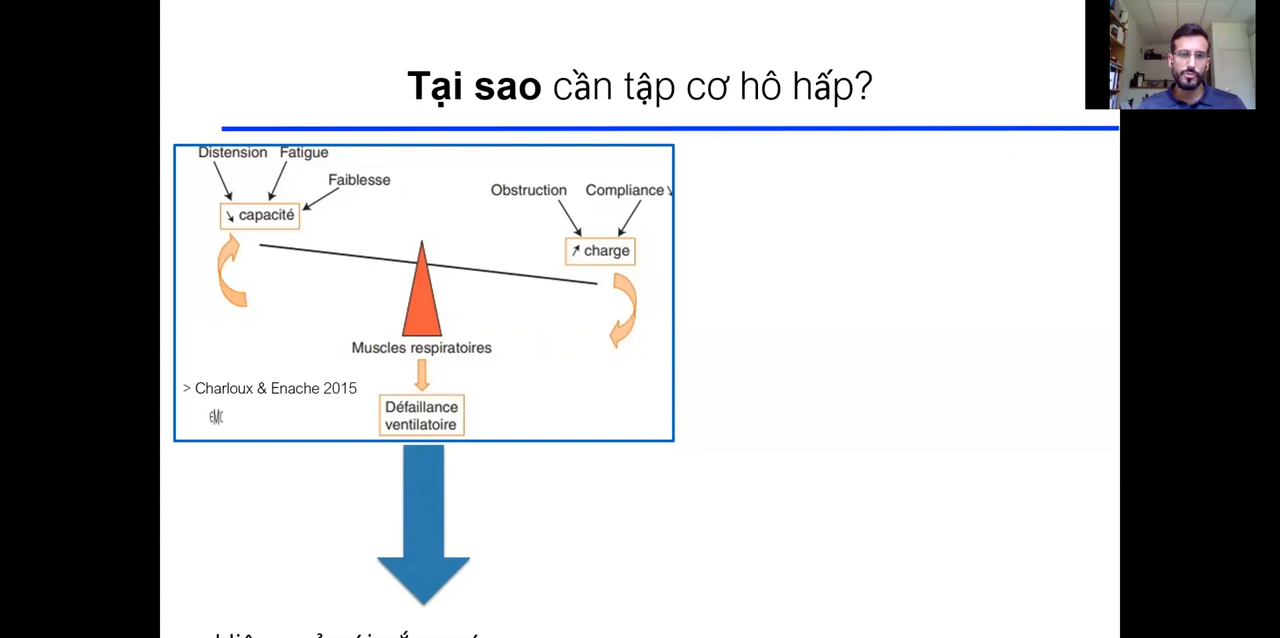 Tại sao cần tập cơ hô hấp?
Distension Fatigue
Faiblesse
↘ capacité
Obstruction Compliance ↘
↗ charge
Muscles respiratoires
> Charloux & Enache 2015
EMC
Défaillance
ventilatoire